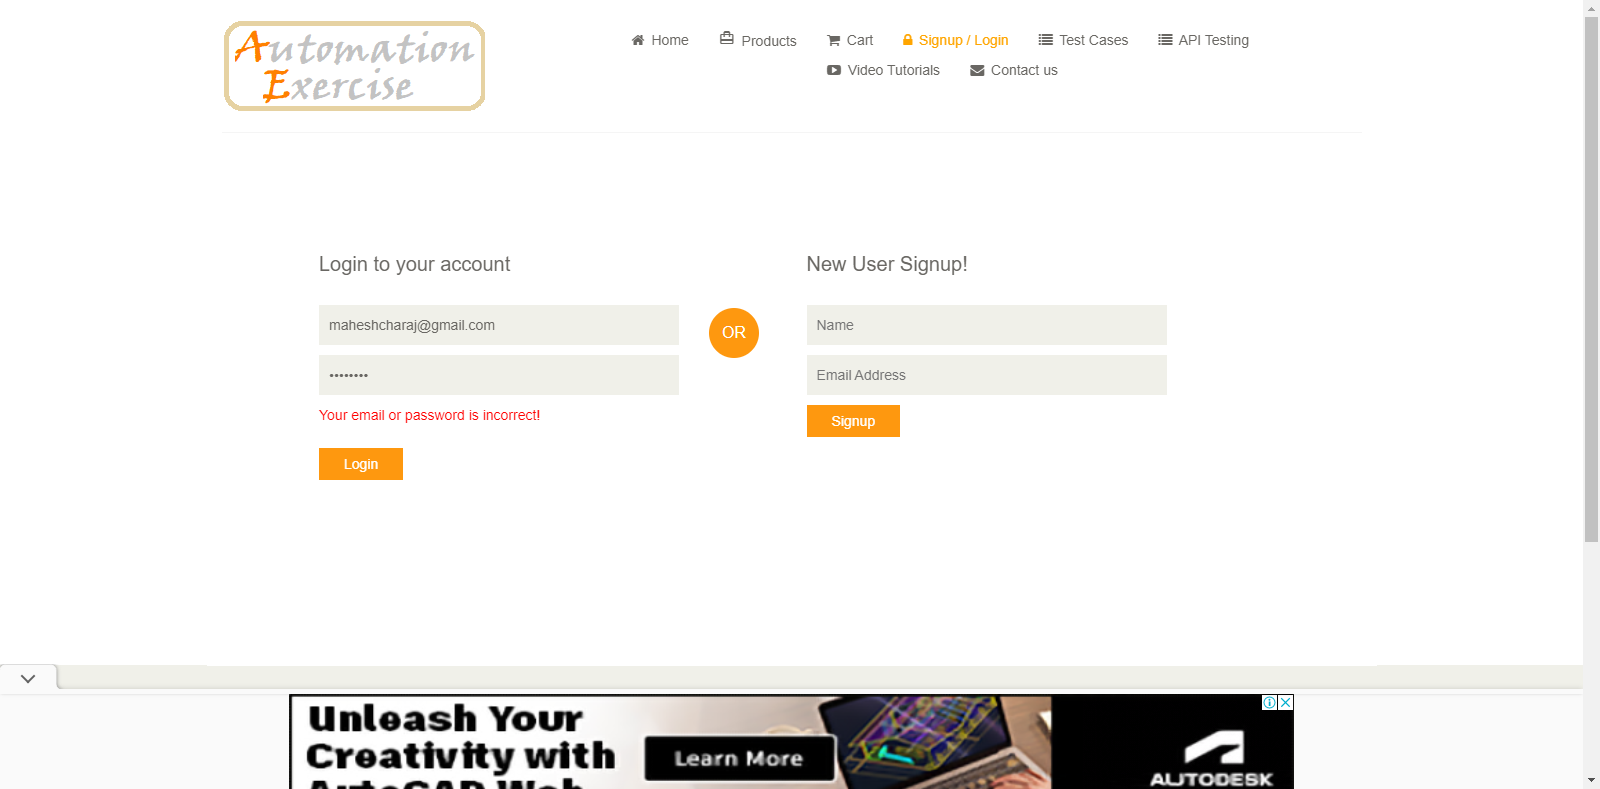 Automation
Exercise
Home
Products
Cart
Signup / Login
Test Cases
API Testing
Video Tutorials
Contact us
Login to your account
maheshcharaj@gmail.com
••••••••
Your email or password is incorrect!
Login
OR
New User Signup!
Name
Email Address
Signup
Unleash Your
Creativity with
AutoCAD Web
Learn More
AUTODESK